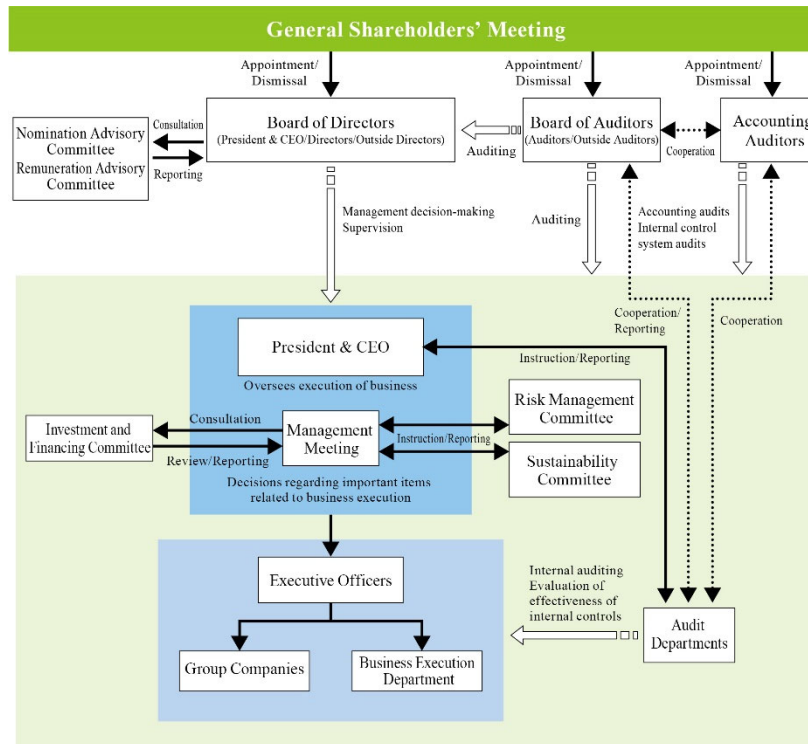 General Shareholders’ Meeting
Appointment/
Dismissal
Appointment/
Dismissal
Appointment/
Dismissal
Nomination Advisory
Committee
Remuneration Advisory
Committee
Consultation
Reporting
Board of Directors
(President & CEO/Directors/Outside Directors)
Auditing
Board of Auditors
(Auditors/Outside Auditors)
Cooperation
Accounting
Auditors
Management decision-making
Supervision
Auditing
Accounting audits
Internal control
system audits
Cooperation/
Reporting
Cooperation
President & CEO
Oversees execution of business
Instruction/Reporting
Investment and
Financing Committee
Consultation
Review/Reporting
Management
Meeting
Instruction/Reporting
Risk Management
Committee
Sustainability
Committee
Decisions regarding important items
related to business execution
Executive Officers
Group Companies
Business Execution
Department
Internal auditing
Evaluation of
effectiveness of
internal controls
Audit
Departments